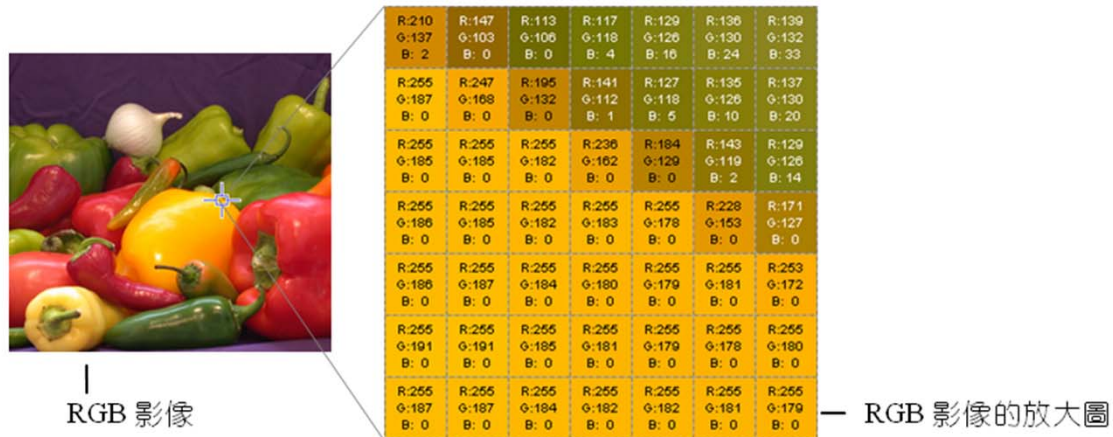 R:210 R:147 R:113 R:117 R:129 R:136 R:139
G:137 G:103 G:106 G:118 G:126 G:130 G:132
B: 2 B: 0 B: 0 B: 4 B: 16 B: 24 B: 33
R:255 R:247 R:195 R:141 R:127 R:135 R:137
G:187 G:168 G:132 G:112 G:118 G:126 G:130
B: 0 B: 0 B: 0 B: 1 B: 5 B: 10 B: 20
R:255 R:255 R:255 R:236 R:184 R:143 R:129
G:185 G:185 G:182 G:162 G:129 G:119 G:126
B: 0 B: 0 B: 0 B: 0 B: 0 B: 2 B: 14
R:255 R:255 R:255 R:255 R:255 R:228 R:171
G:186 G:185 G:182 G:183 G:178 G:153 G:127
B: 0 B: 0 B: 0 B: 0 B: 0 B: 0 B: 0
R:255 R:255 R:255 R:255 R:255 R:255 R:253
G:186 G:187 G:184 G:180 G:179 G:181 G:172
B: 0 B: 0 B: 0 B: 0 B: 0 B: 0 B: 0
R:255 R:255 R:255 R:255 R:255 R:255 R:255
G:191 G:191 G:185 G:181 G:179 G:178 G:180
B: 0 B: 0 B: 0 B: 0 B: 0 B: 0 B: 0
R:255 R:255 R:255 R:255 R:255 R:255 R:255
G:187 G:187 G:184 G:182 G:182 G:181 G:179
B: 0 B: 0 B: 0 B: 0 B: 0 B: 0 B: 0
RGB 影像
RGB 影像的放大圖